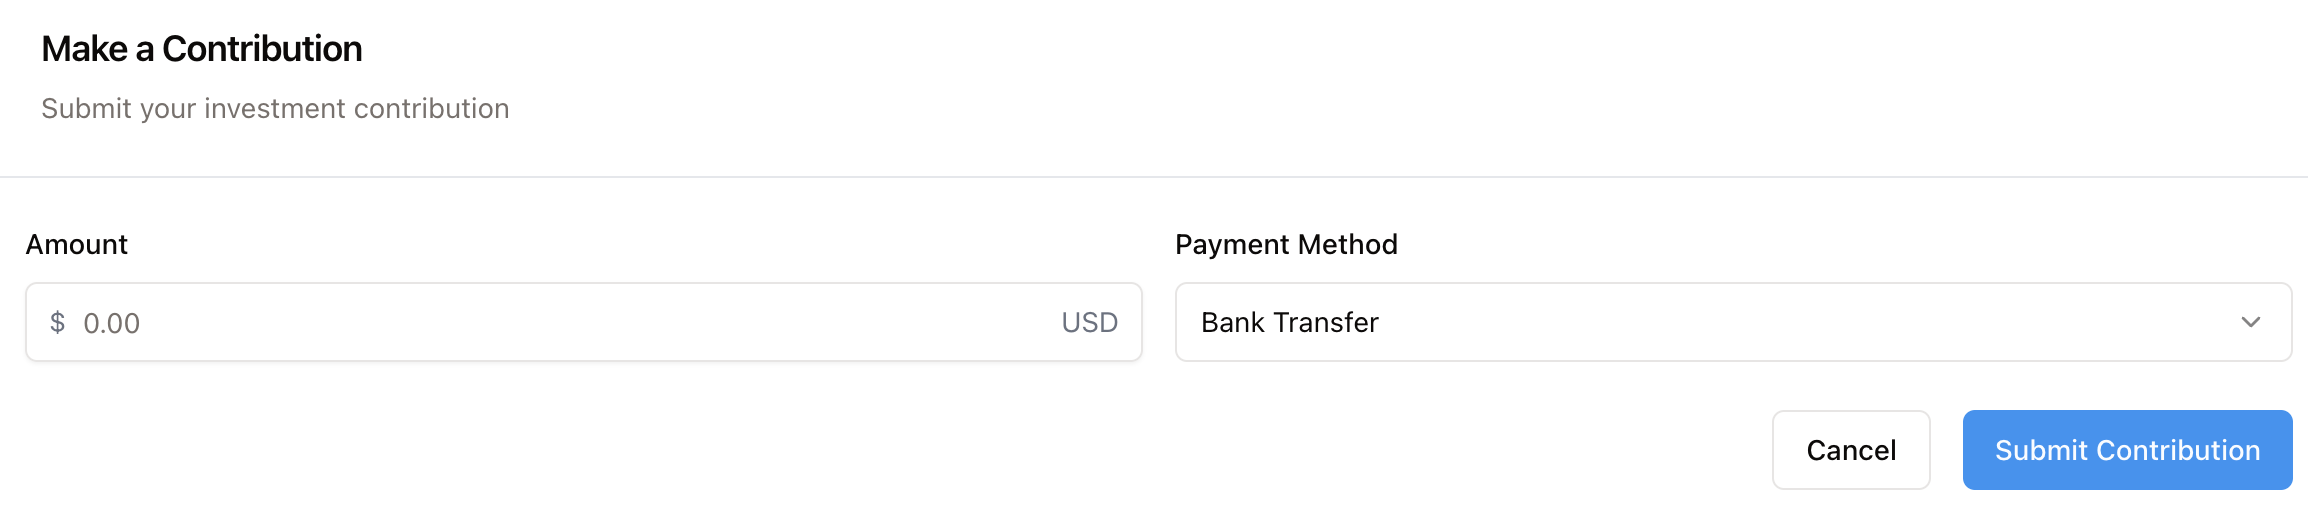 Make a Contribution
Submit your investment contribution
Amount
Payment Method
$ 0.00 USD
Bank Transfer
Cancel
Submit Contribution